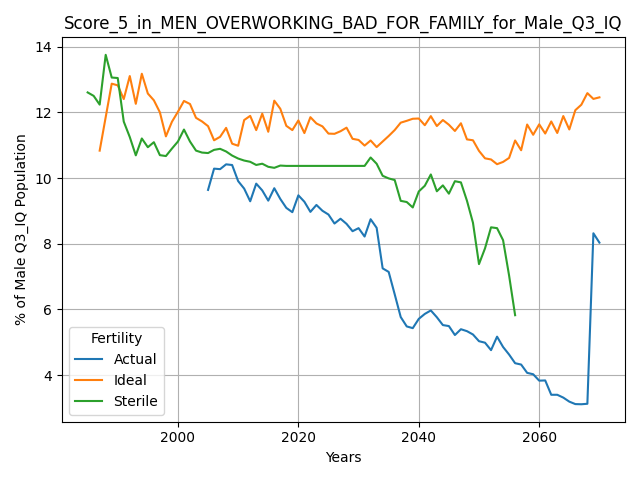 Score_5_in_MEN_OVERWORKING_BAD_FOR_FAMILY_for_Male_Q3_IQ
% of Male Q3_IQ Population
14
12
10
8
6
4
Fertility
Actual
Ideal
Sterile
2000 2020 2040 2060
Years